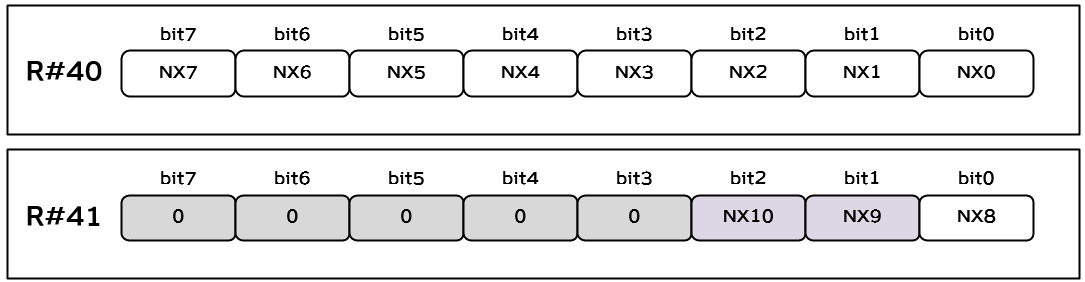 bit7 bit6 bit5 bit4 bit3 bit2 bit1 bit0
R#40 NX7 NX6 NX5 NX4 NX3 NX2 NX1 NX0
bit7 bit6 bit5 bit4 bit3 bit2 bit1 bit0
R#41 0 0 0 0 0 NX10 NX9 NX8